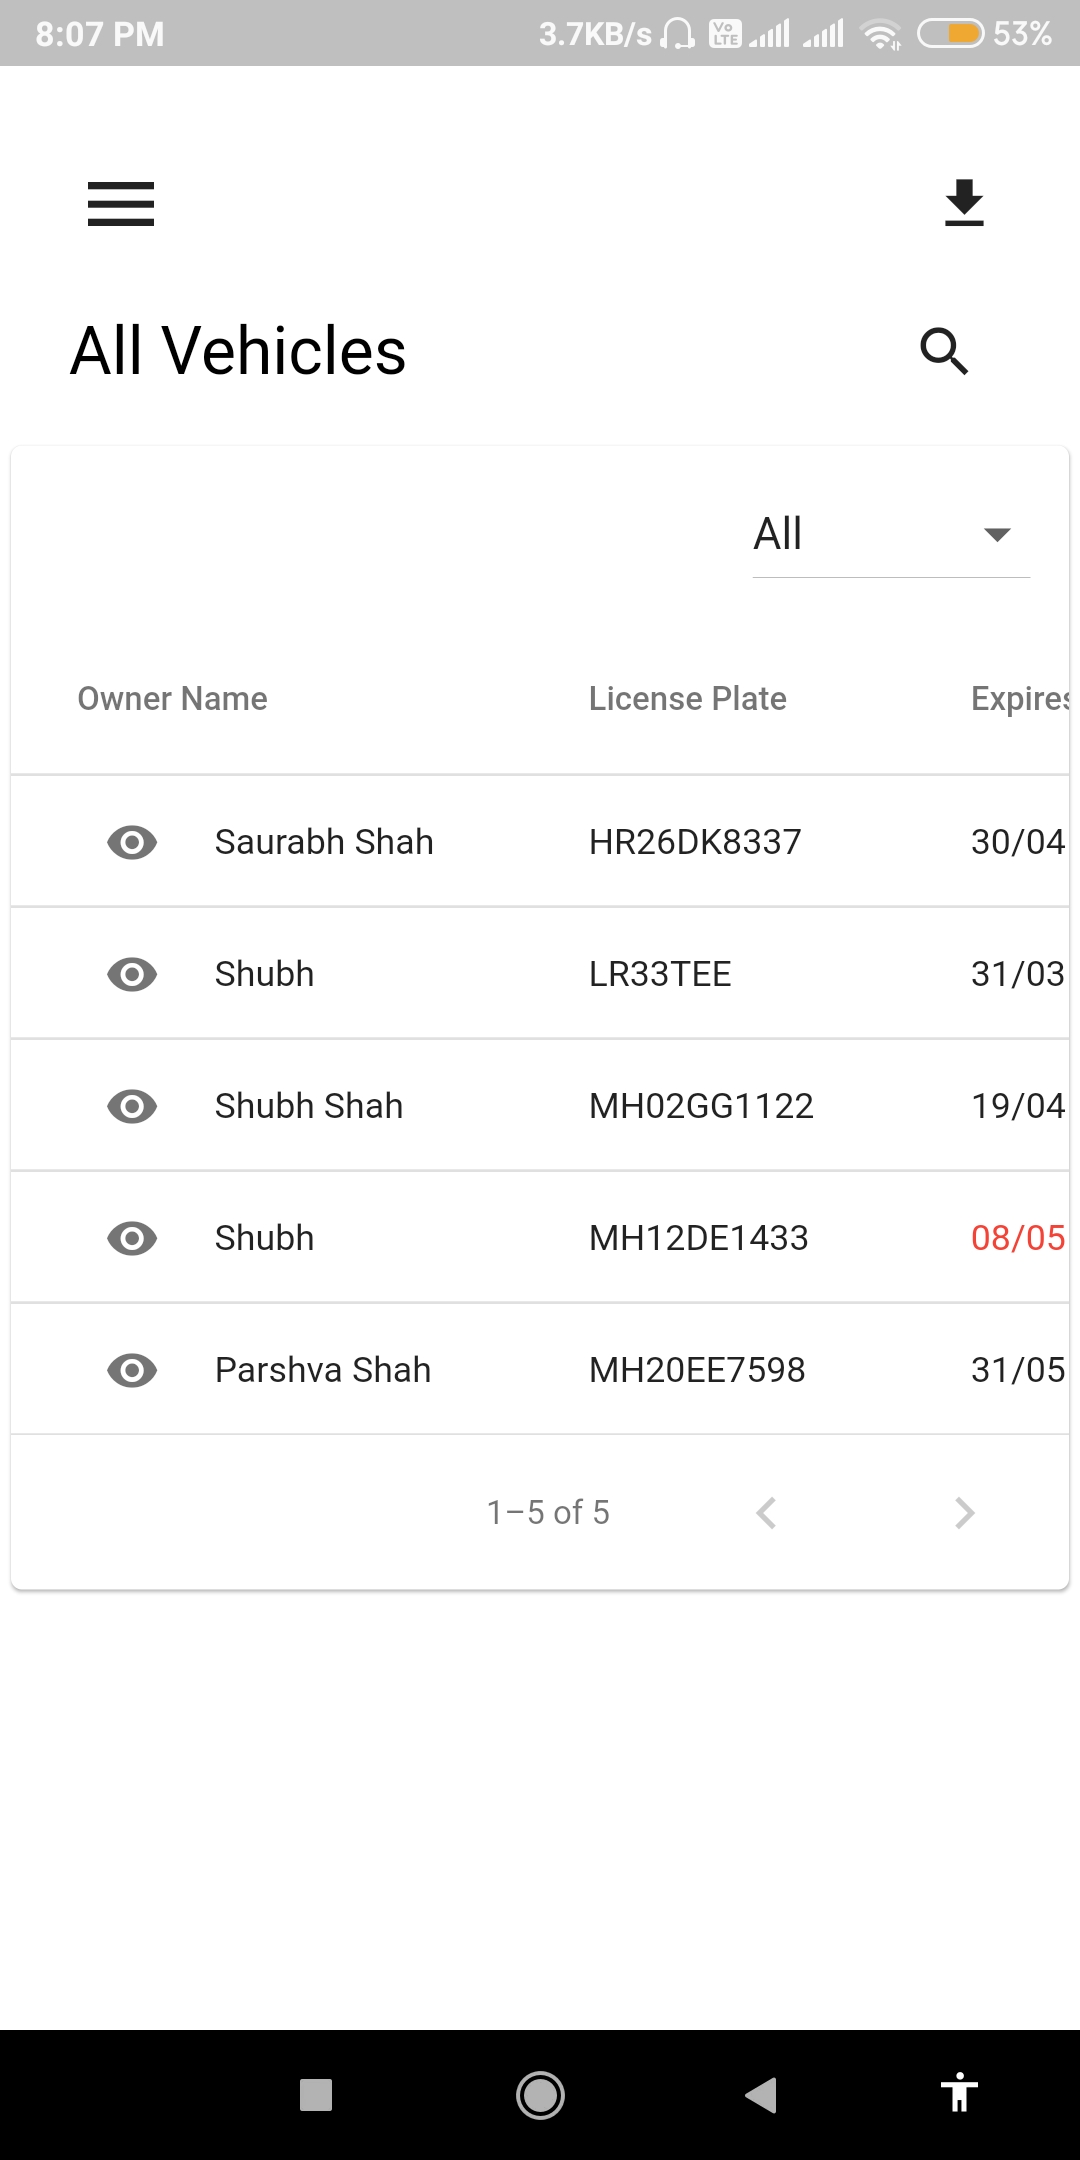 8:07 PM 3.7KB/s Vo LTE 53%
All Vehicles
All
Owner Name License Plate Expires
Saurabh Shah HR26DK8337 30/04
Shubh LR33TEE 31/03
Shubh Shah MH02GG1122 19/04
Shubh MH12DE1433 08/05
Parshva Shah MH20EE7598 31/05
1–5 of 5